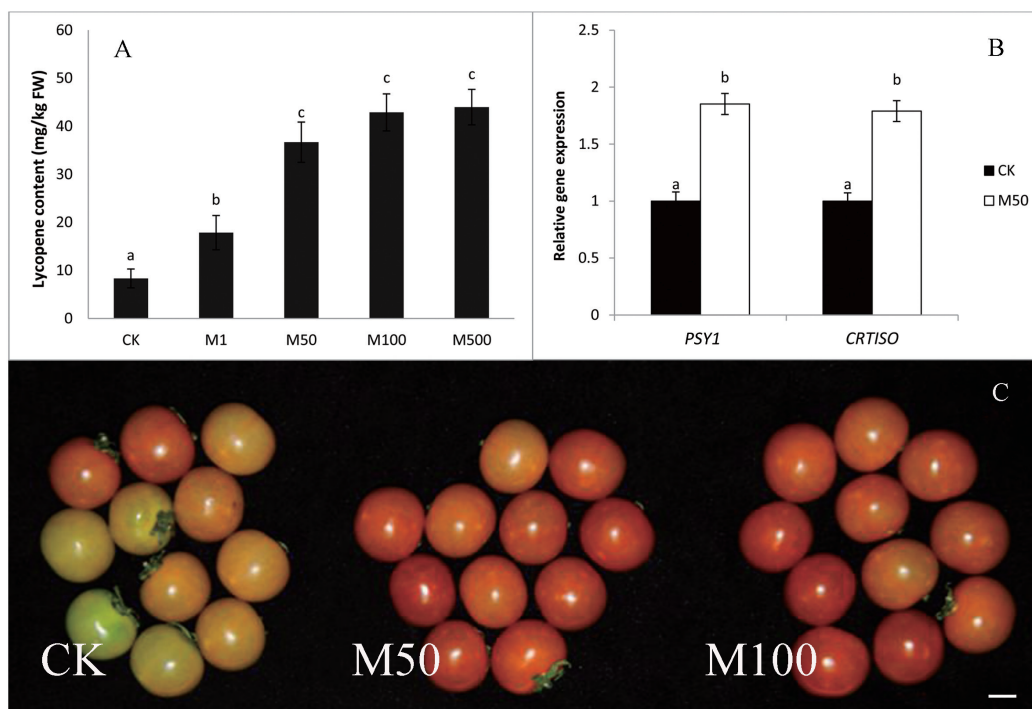 A
Lycopene content (mg/kg FW)
60
50
40
30
20
10
0
a
b
c
c
c
CK
M1
M50
M100
M500
B
Relative gene expression
2.5
2
1.5
1
0.5
0
a
b
a
b
PSY1
CRTISO
CK
M50
C
CK
M50
M100